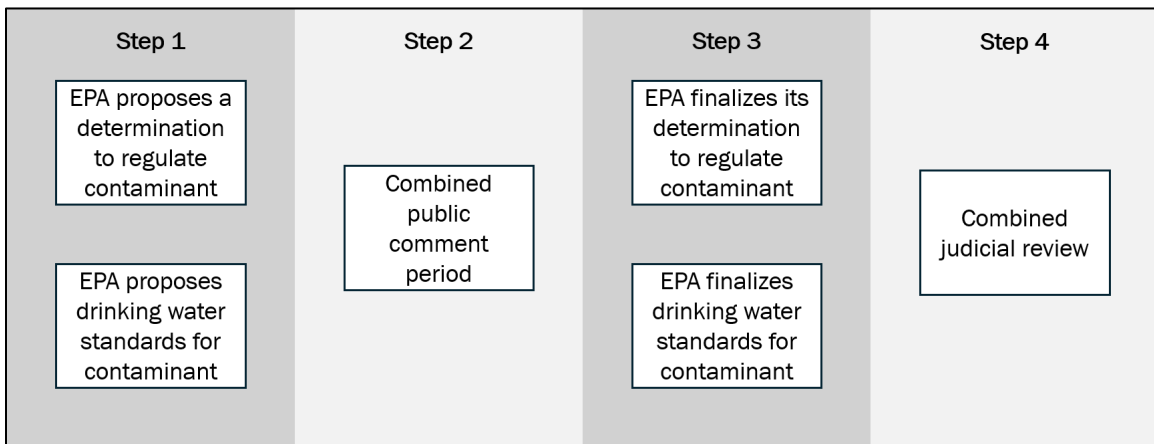 Step 1
EPA proposes a
determination
to regulate
contaminant
EPA proposes
drinking water
standards for
contaminant
Step 2
Combined
public
comment
period
Step 3
EPA finalizes its
determination
to regulate
contaminant
EPA finalizes
drinking water
standards for
contaminant
Step 4
Combined
judicial review